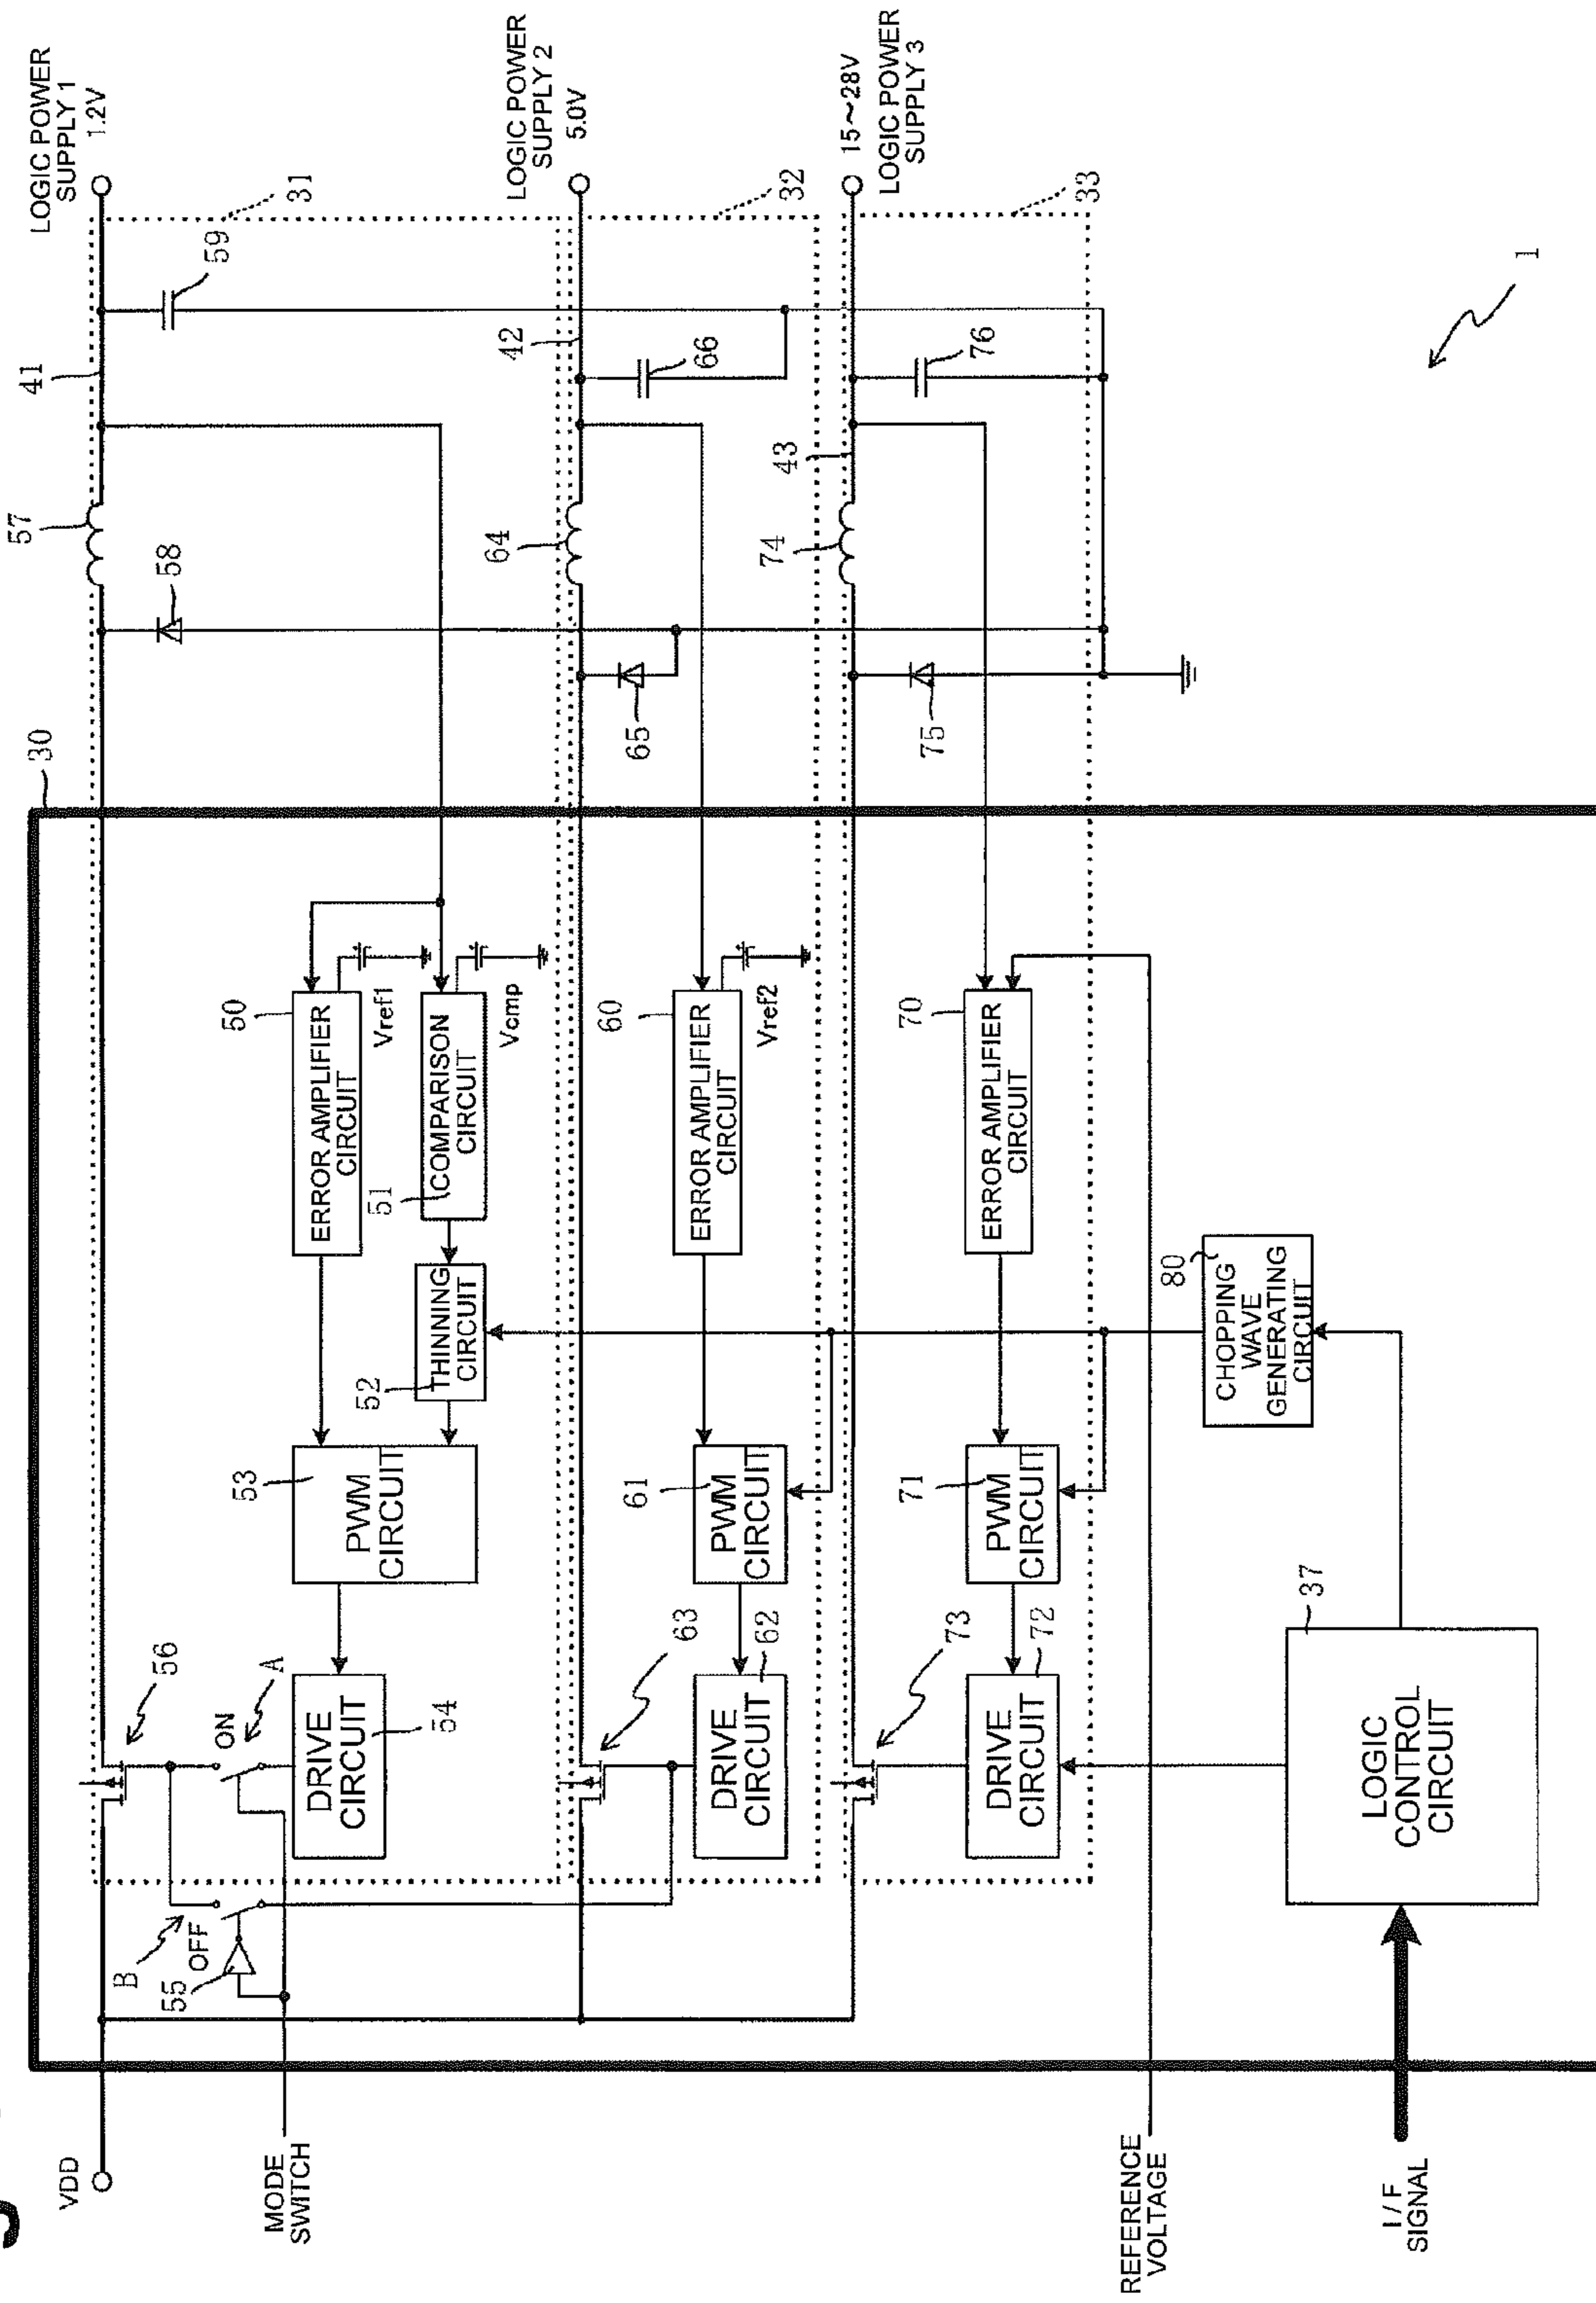 VDD
MODE
SWITCH
REFERENCE
VOLTAGE
I / F
SIGNAL
30
B
OFF
55
56
ON
A
DRIVE
CIRCUIT
54
53
PWM
CIRCUIT
52
THINNING
CIRCUIT
50
ERROR AMPLIFIER
CIRCUIT
Vref1
51
COMPARISON
CIRCUIT
Vcmp
57
58
41
59
31
LOGIC POWER
SUPPLY 1
1.2V
63
DRIVE
CIRCUIT
62
61
PWM
CIRCUIT
60
ERROR AMPLIFIER
CIRCUIT
Vref2
65
64
42
66
32
LOGIC POWER
SUPPLY 2
5.0V
73
DRIVE
CIRCUIT
72
71
PWM
CIRCUIT
70
ERROR AMPLIFIER
CIRCUIT
75
74
43
76
33
15~28V
LOGIC POWER
SUPPLY 3
37
LOGIC
CONTROL
CIRCUIT
80
CHOPPING
WAVE
GENERATING
CIRCUIT
1